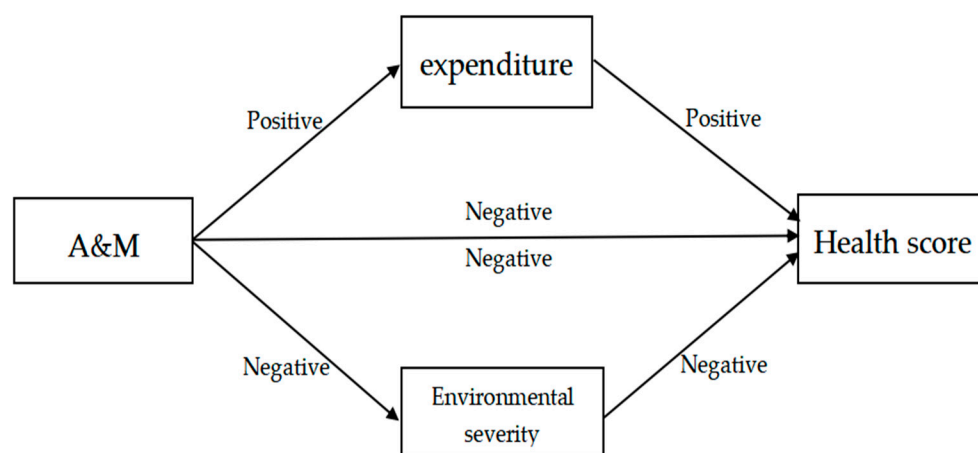 expenditure
Positive
Positive
Negative
A&M
Health score
Negative
Negative
Negative
Environmental
severity